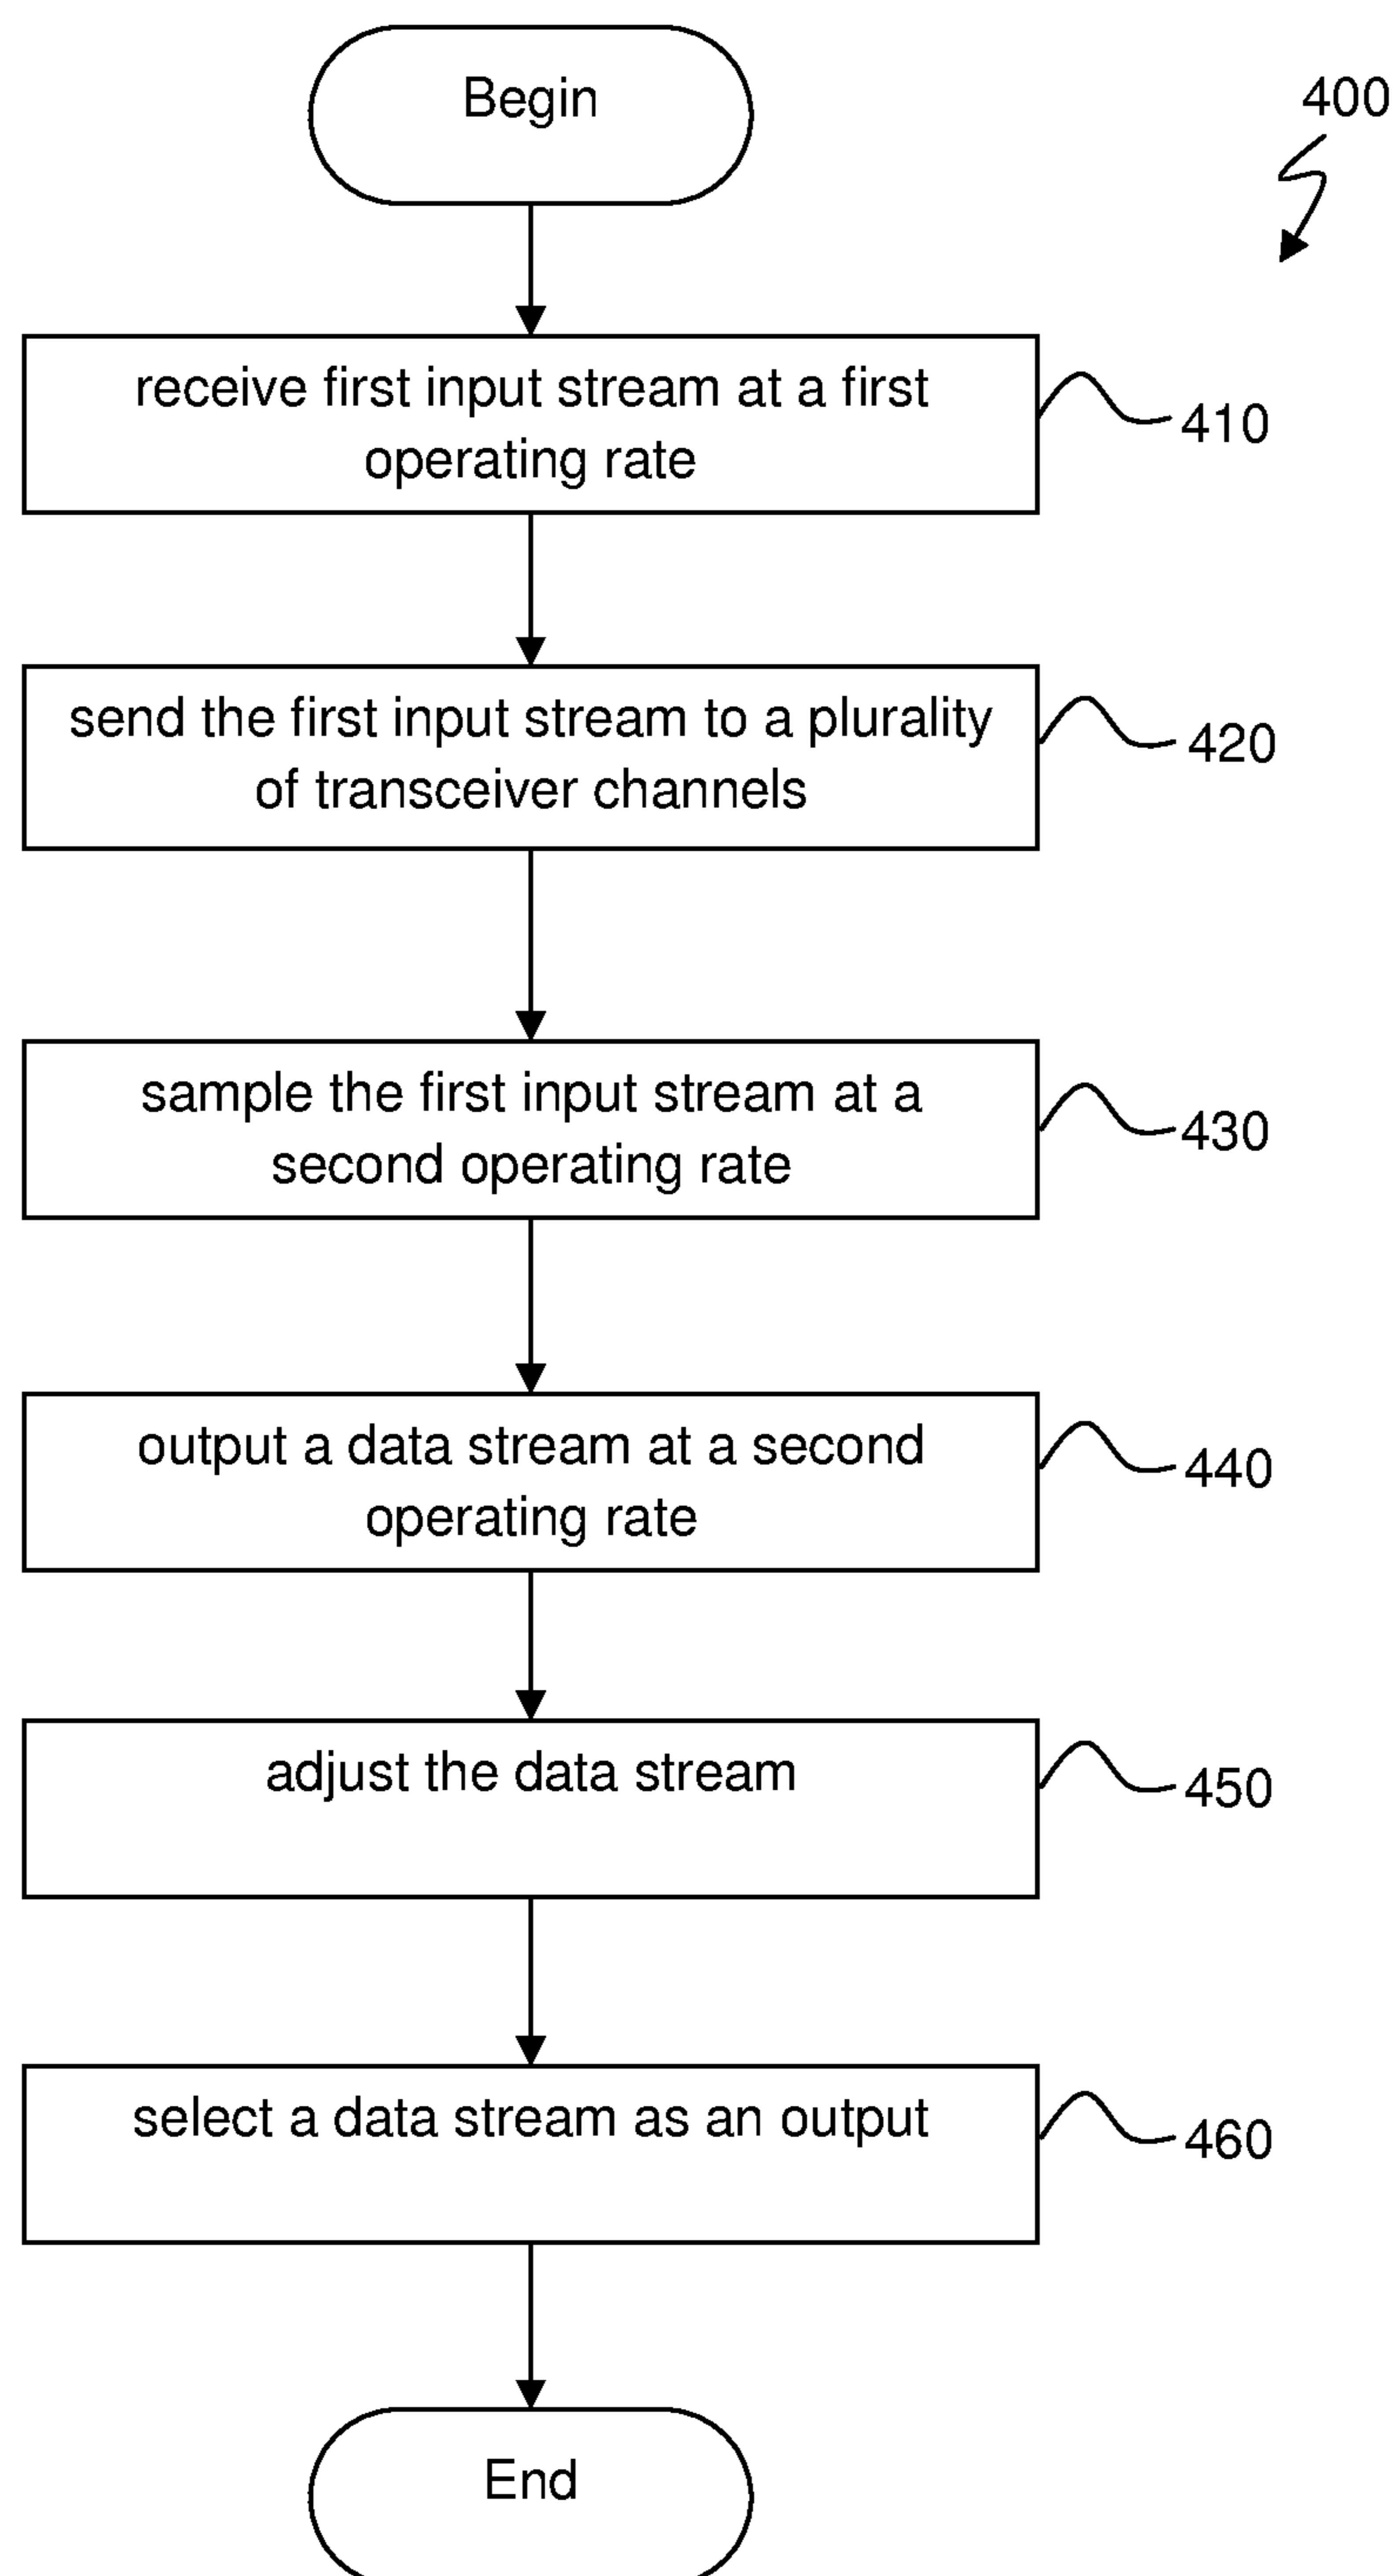 Begin
400
receive first input stream at a first
operating rate
410
send the first input stream to a plurality
of transceiver channels
420
sample the first input stream at a
second operating rate
430
output a data stream at a second
operating rate
440
adjust the data stream
450
select a data stream as an output
460
End